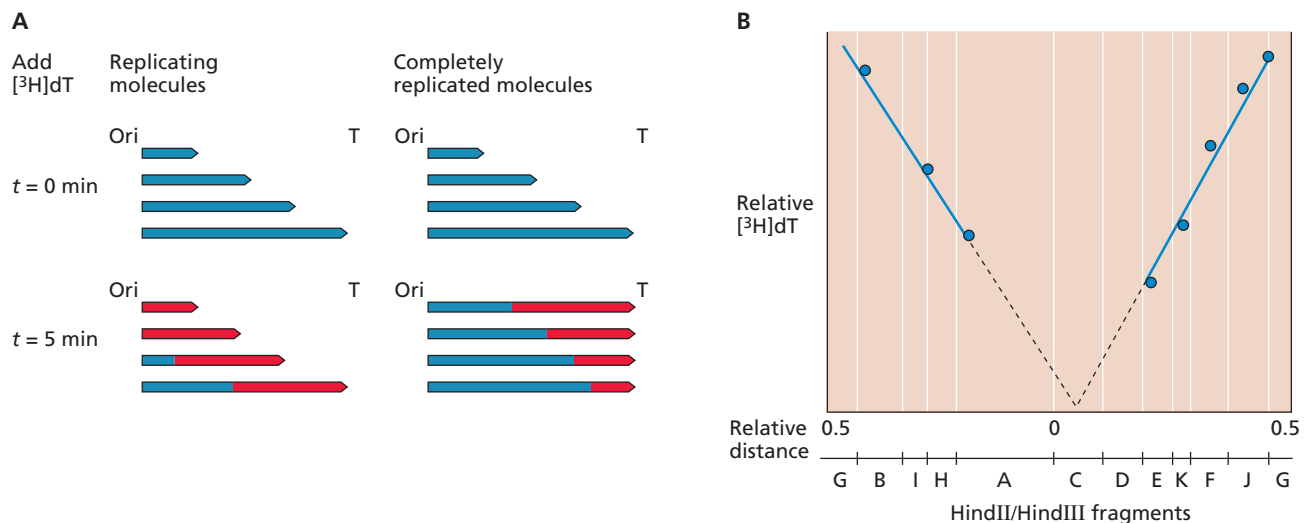 A
Add
[³H]dT
Replicating
molecules
Completely
replicated molecules
Ori T Ori T
t = 0 min
Ori T Ori T
t = 5 min
B
Relative
[³H]dT
Relative
distance
0.5 0 0.5
G B I H A C D E K F J G
HindII/HindIII fragments